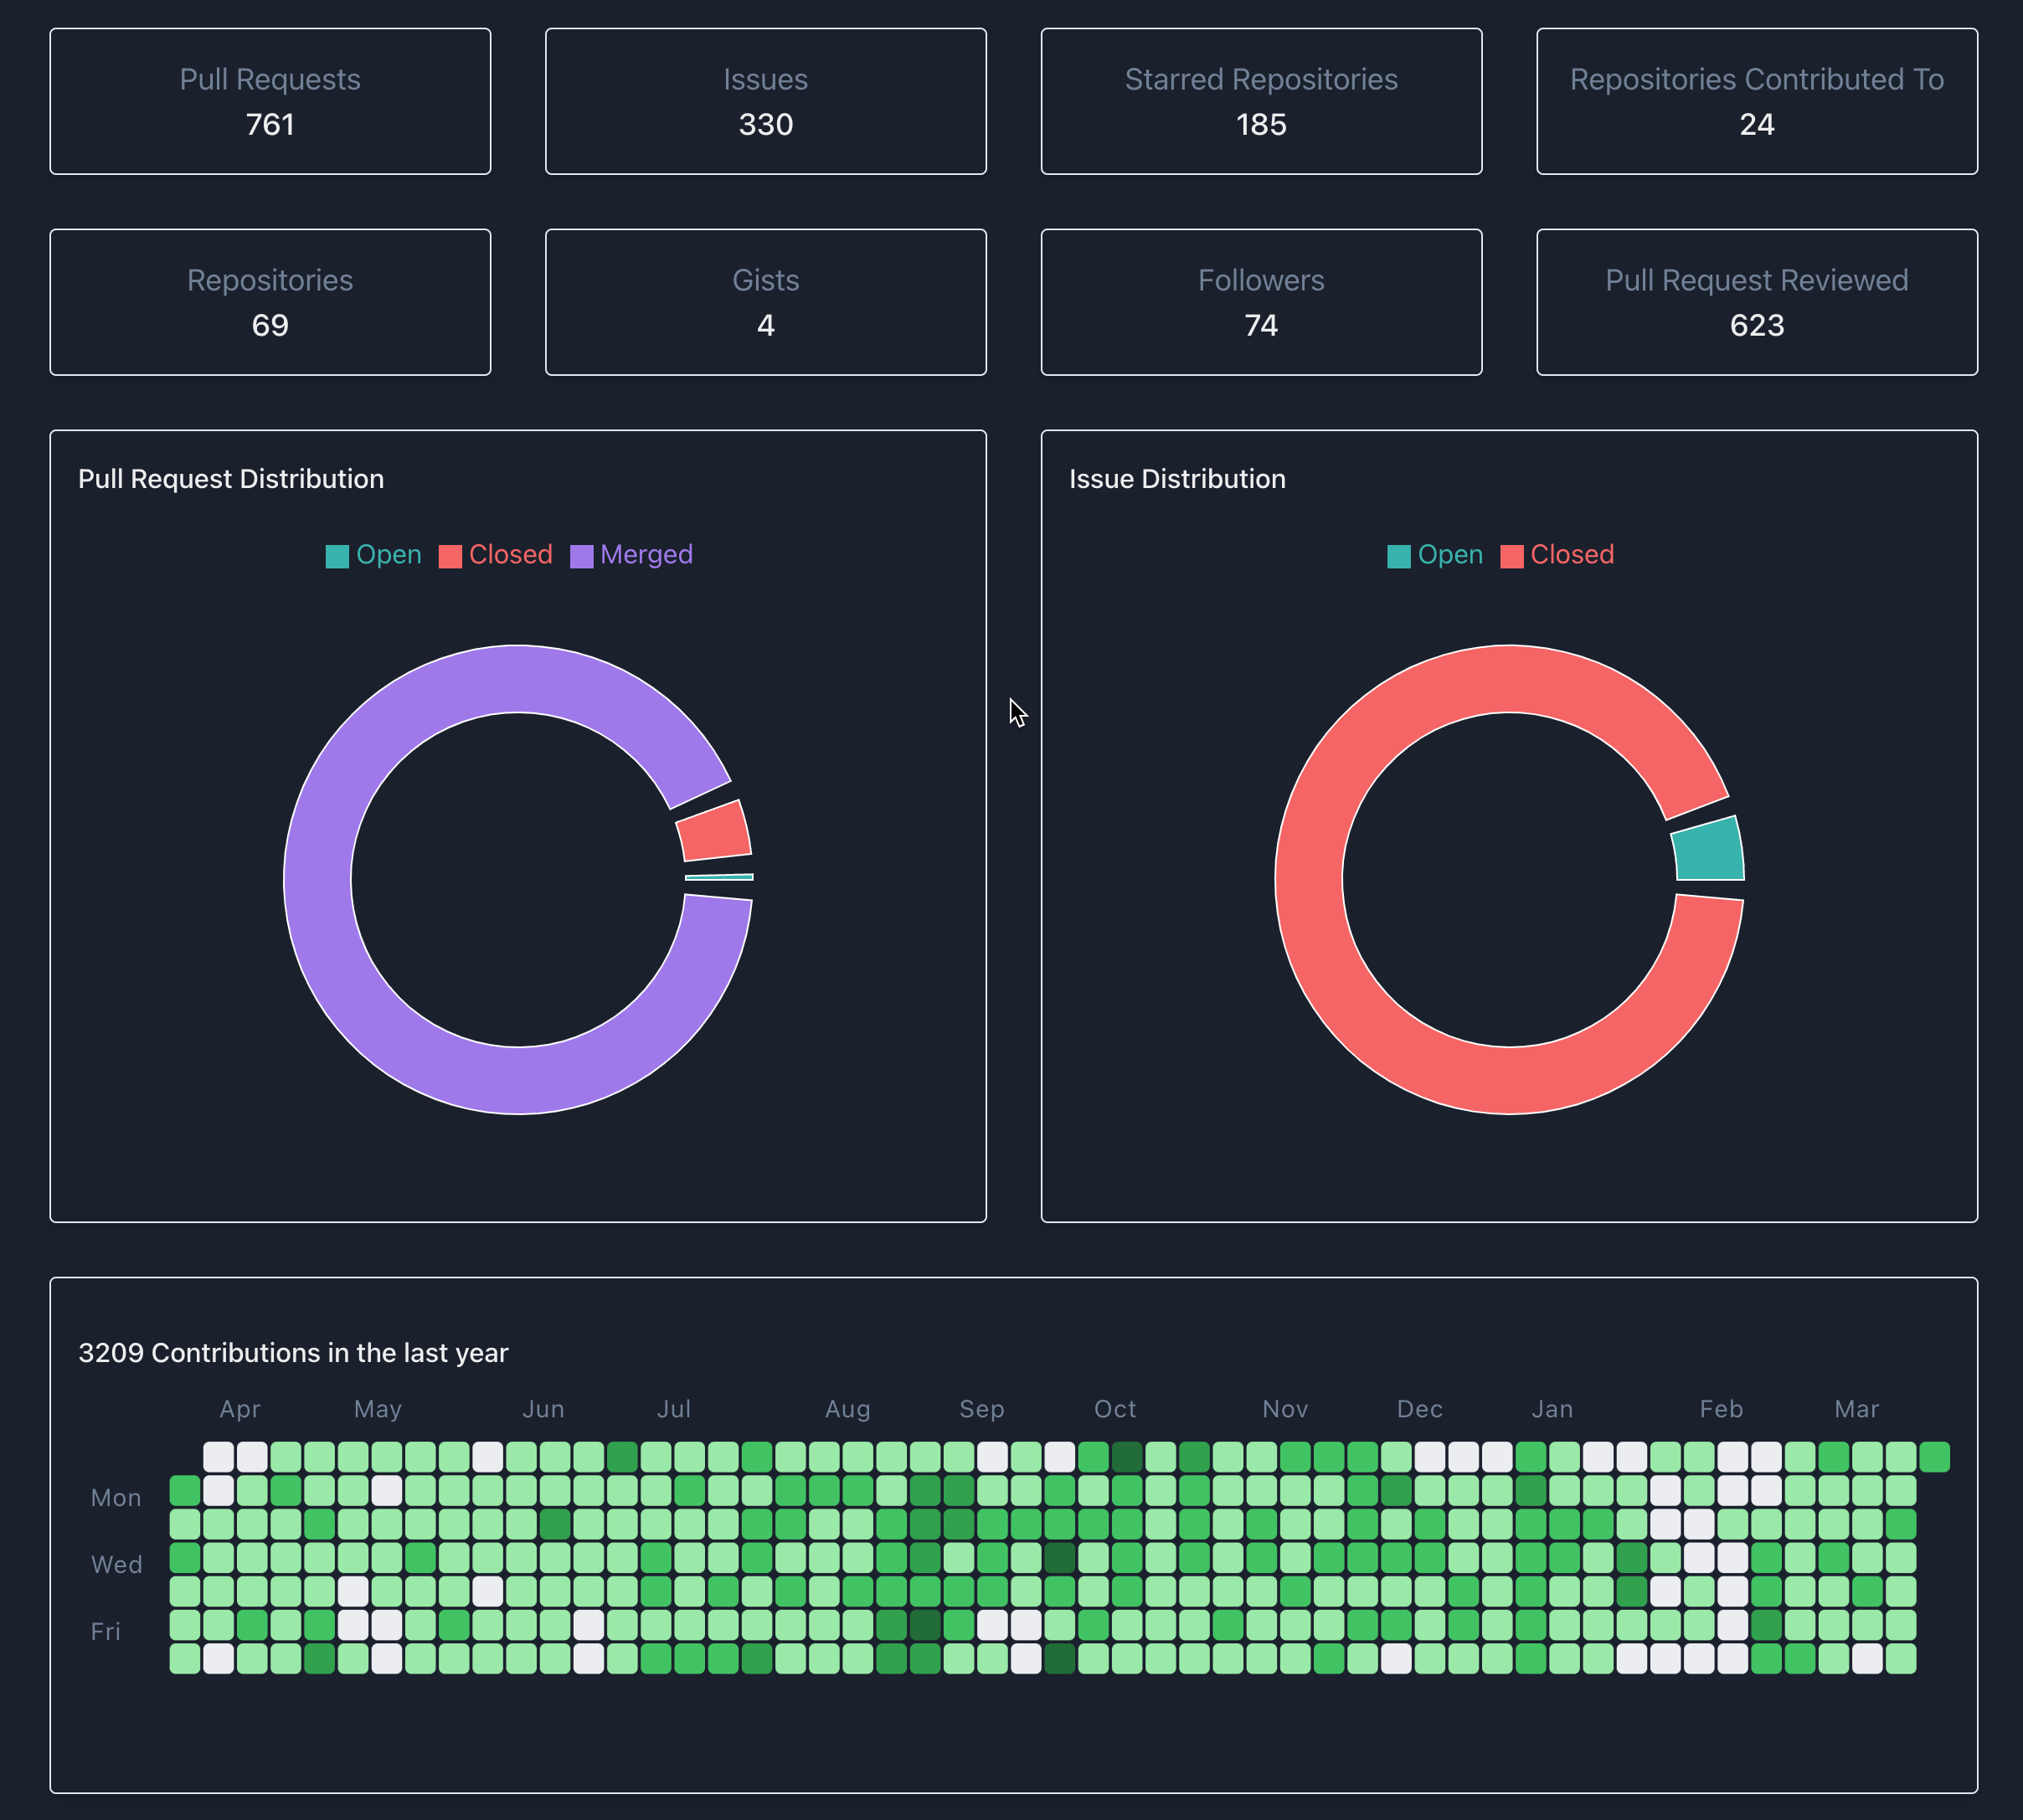 Pull Requests
761
Issues
330
Starred Repositories
185
Repositories Contributed To
24
Repositories
69
Gists
4
Followers
74
Pull Request Reviewed
623
Pull Request Distribution
Open Closed Merged
Issue Distribution
Open Closed
3209 Contributions in the last year
Apr May Jun Jul Aug Sep Oct Nov Dec Jan Feb Mar
Mon
Wed
Fri